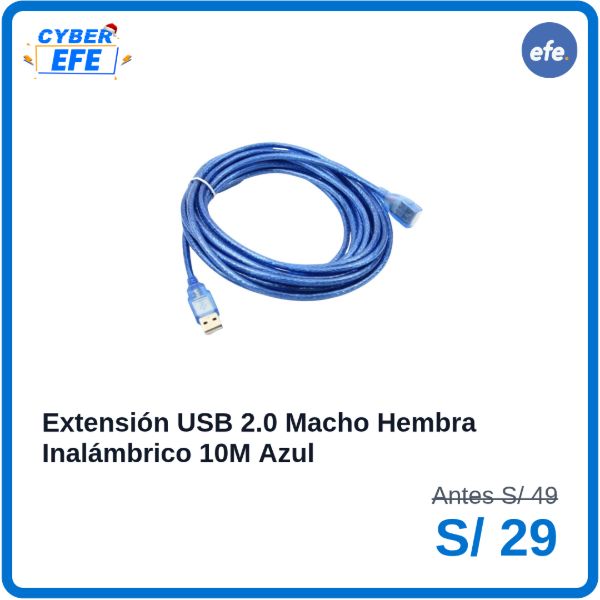 CYBER
EFE
efe.
Extensión USB 2.0 Macho Hembra
Inalámbrico 10M Azul
Antes S/ 49
S/ 29